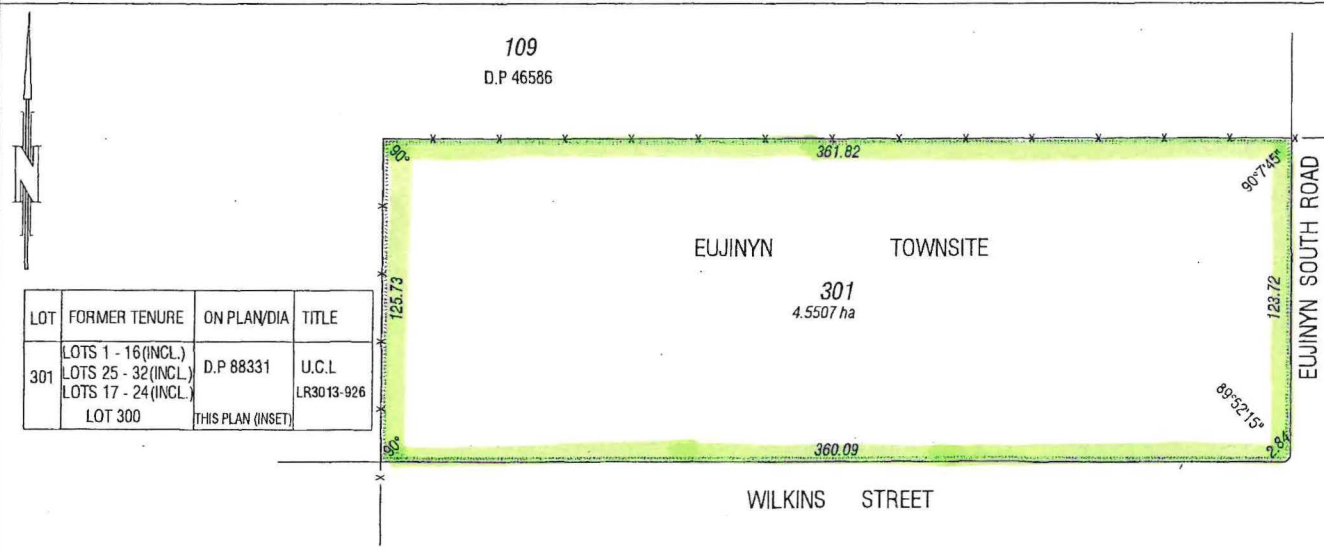 109
D.P 46586
N
90°
361.82
90°7'45"
EUJINYN SOUTH ROAD
EUJINYN TOWNSITE
301
4.5507 ha
125.73
123.72
LOT FORMER TENURE ON PLAN/DIA TITLE
301 LOTS 1 - 16(INCL.) D.P 88331 U.C.L
LOTS 25 - 32(INCL.)
LOTS 17 - 24(INCL.) LR3013-926
LOT 300 THIS PLAN (INSET)
89°52'15"
90°
360.09
2.84
WILKINS STREET